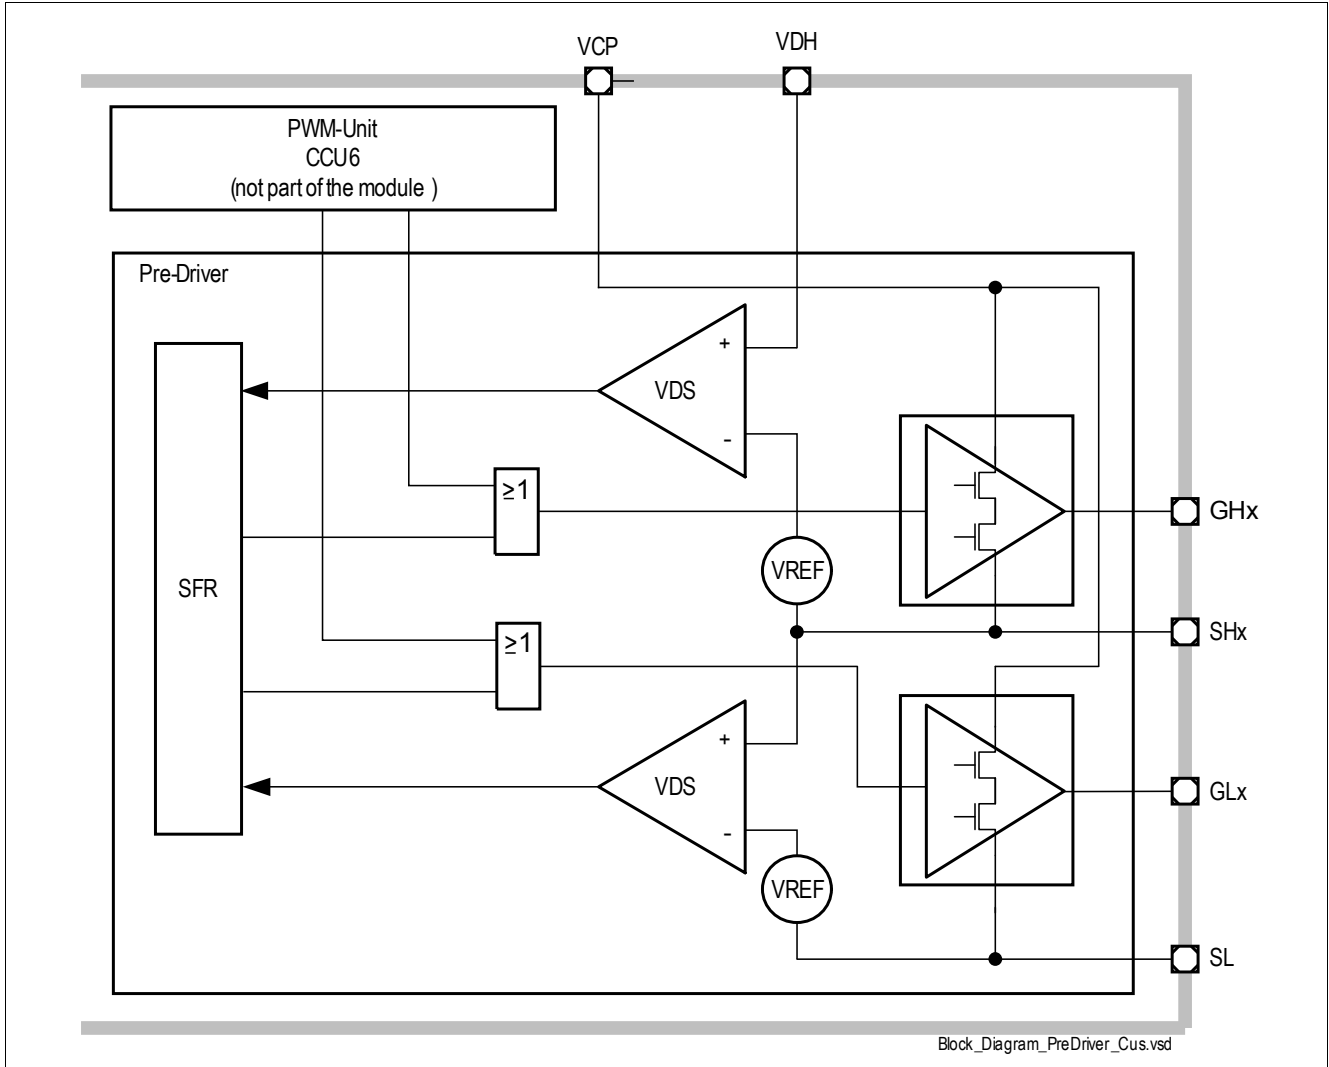 VCP
VDH
PWM-Unit
CCU6
(not part of the module )
Pre-Driver
+
VDS
-
≥1
GHx
VREF
SFR
SHx
≥1
+
VDS
GLx
-
VREF
SL
Block_Diagram_PreDriver_Cus.vsd